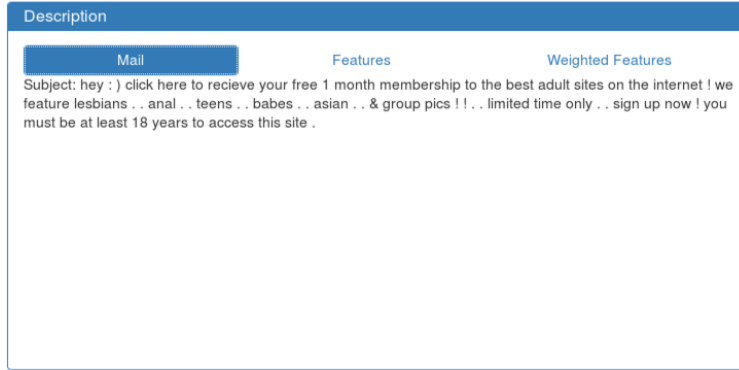 Description
Mail Features Weighted Features
Subject: hey : ) click here to recieve your free 1 month membership to the best adult sites on the internet ! we
feature lesbians . . anal . . teens . . babes . . asian . . & group pics ! ! . . limited time only . . sign up now ! you
must be at least 18 years to access this site .